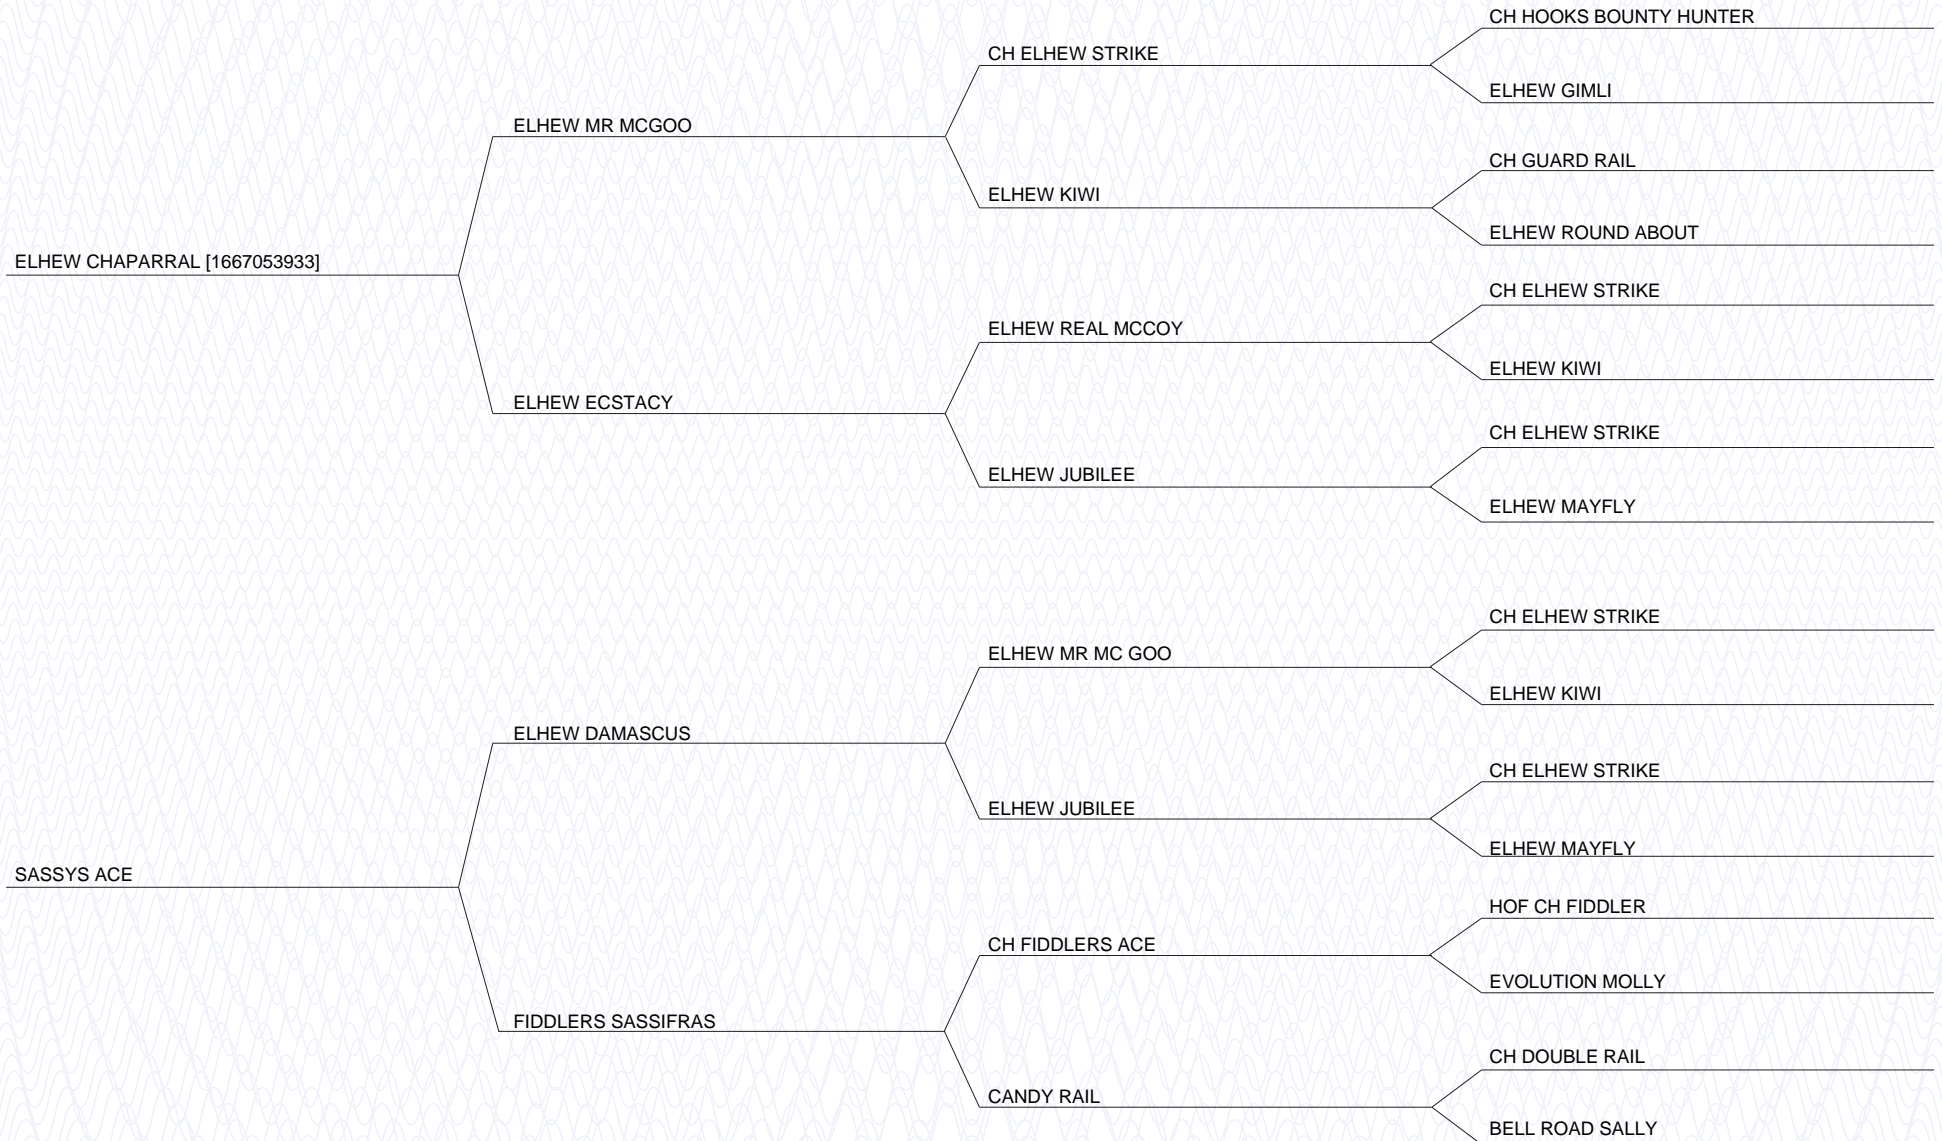 CH HOOKS BOUNTY HUNTER
CH ELHEW STRIKE
ELHEW GIMLI
ELHEW MR MCGOO
CH GUARD RAIL
ELHEW KIWI
ELHEW ROUND ABOUT
ELHEW CHAPARRAL [1667053933]
CH ELHEW STRIKE
ELHEW REAL MCCOY
ELHEW KIWI
ELHEW ECSTACY
CH ELHEW STRIKE
ELHEW JUBILEE
ELHEW MAYFLY
CH ELHEW STRIKE
ELHEW MR MC GOO
ELHEW KIWI
ELHEW DAMASCUS
CH ELHEW STRIKE
ELHEW JUBILEE
ELHEW MAYFLY
SASSYS ACE
HOF CH FIDDLER
CH FIDDLERS ACE
EVOLUTION MOLLY
FIDDLERS SASSIFRAS
CH DOUBLE RAIL
CANDY RAIL
BELL ROAD SALLY